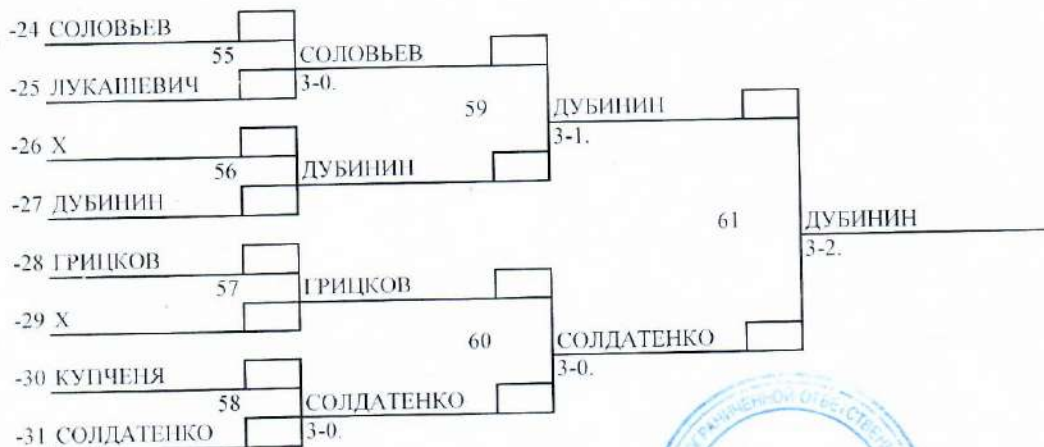 -24 СОЛОВЬЕВ
55
СОЛОВЬЕВ
-25 ЛУКАШЕВИЧ
3-0.
59
ДУБИНИН
3-1.
-26 X
56
ДУБИНИН
-27 ДУБИНИН
61
ДУБИНИН
3-2.
-28 ГРИЦКОВ
57
ГРИЦКОВ
-29 X
60
СОЛДАТЕНКО
3-0.
-30 КУПЧЕНЯ
58
СОЛДАТЕНКО
-31 СОЛДАТЕНКО
3-0.